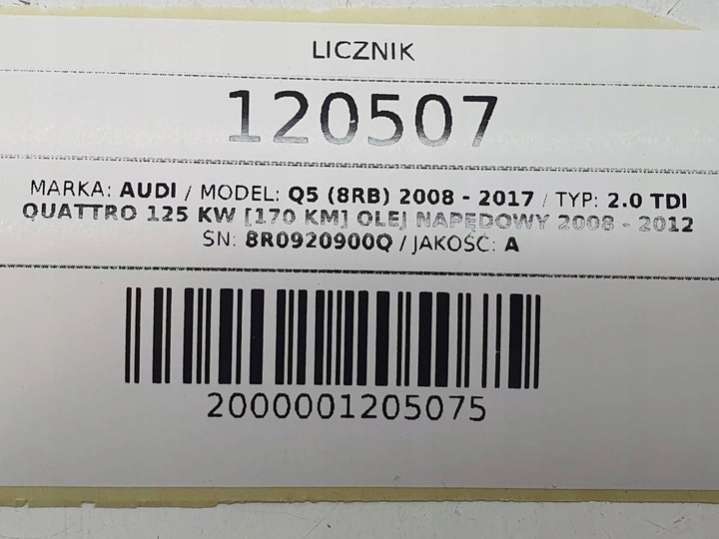 LICZNIK
120507
MARKA: AUDI / MODEL: Q5 (8RB) 2008 - 2017 / TYP: 2.0 TDI
QUATTRO 125 KW [170 KM] OLEJ NAPĘDOWY 2008 - 2012
SN: 8R0920900Q / JAKOŚĆ: A
2000001205075